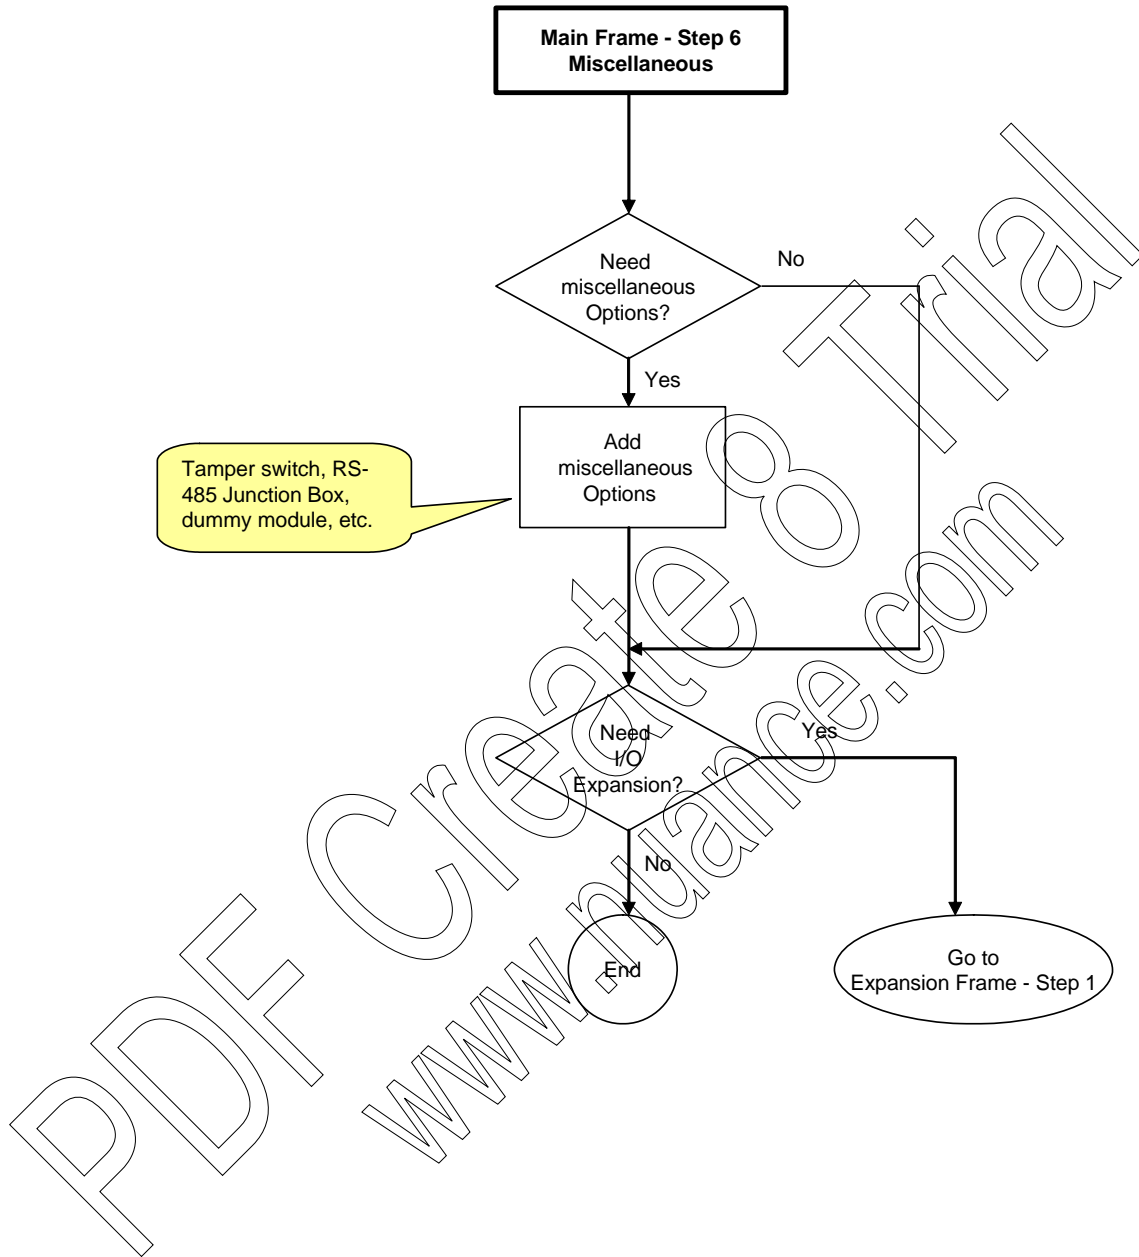 Main Frame - Step 6
Miscellaneous
Need
miscellaneous
Options?
No
Yes
Add
miscellaneous
Options
Tamper switch, RS-
485 Junction Box,
dummy module, etc.
Need
I/O
Expansion?
Yes
No
End
Go to
Expansion Frame - Step 1
PDF Create 8 Trial
www.nuance.com